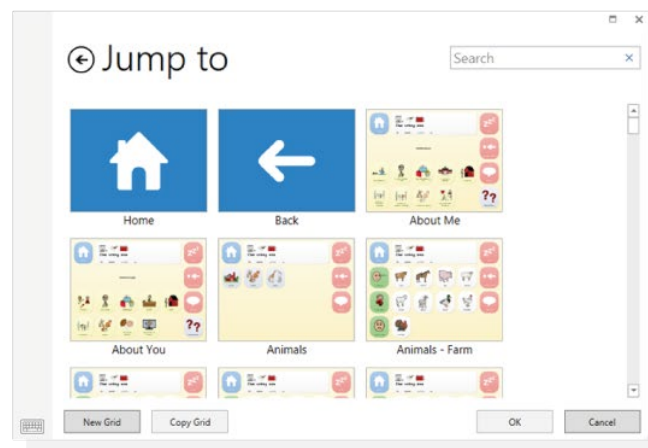 Jump to
Search
Home
Back
About Me
About You
Animals
Animals - Farm
New Grid
Copy Grid
OK
Cancel